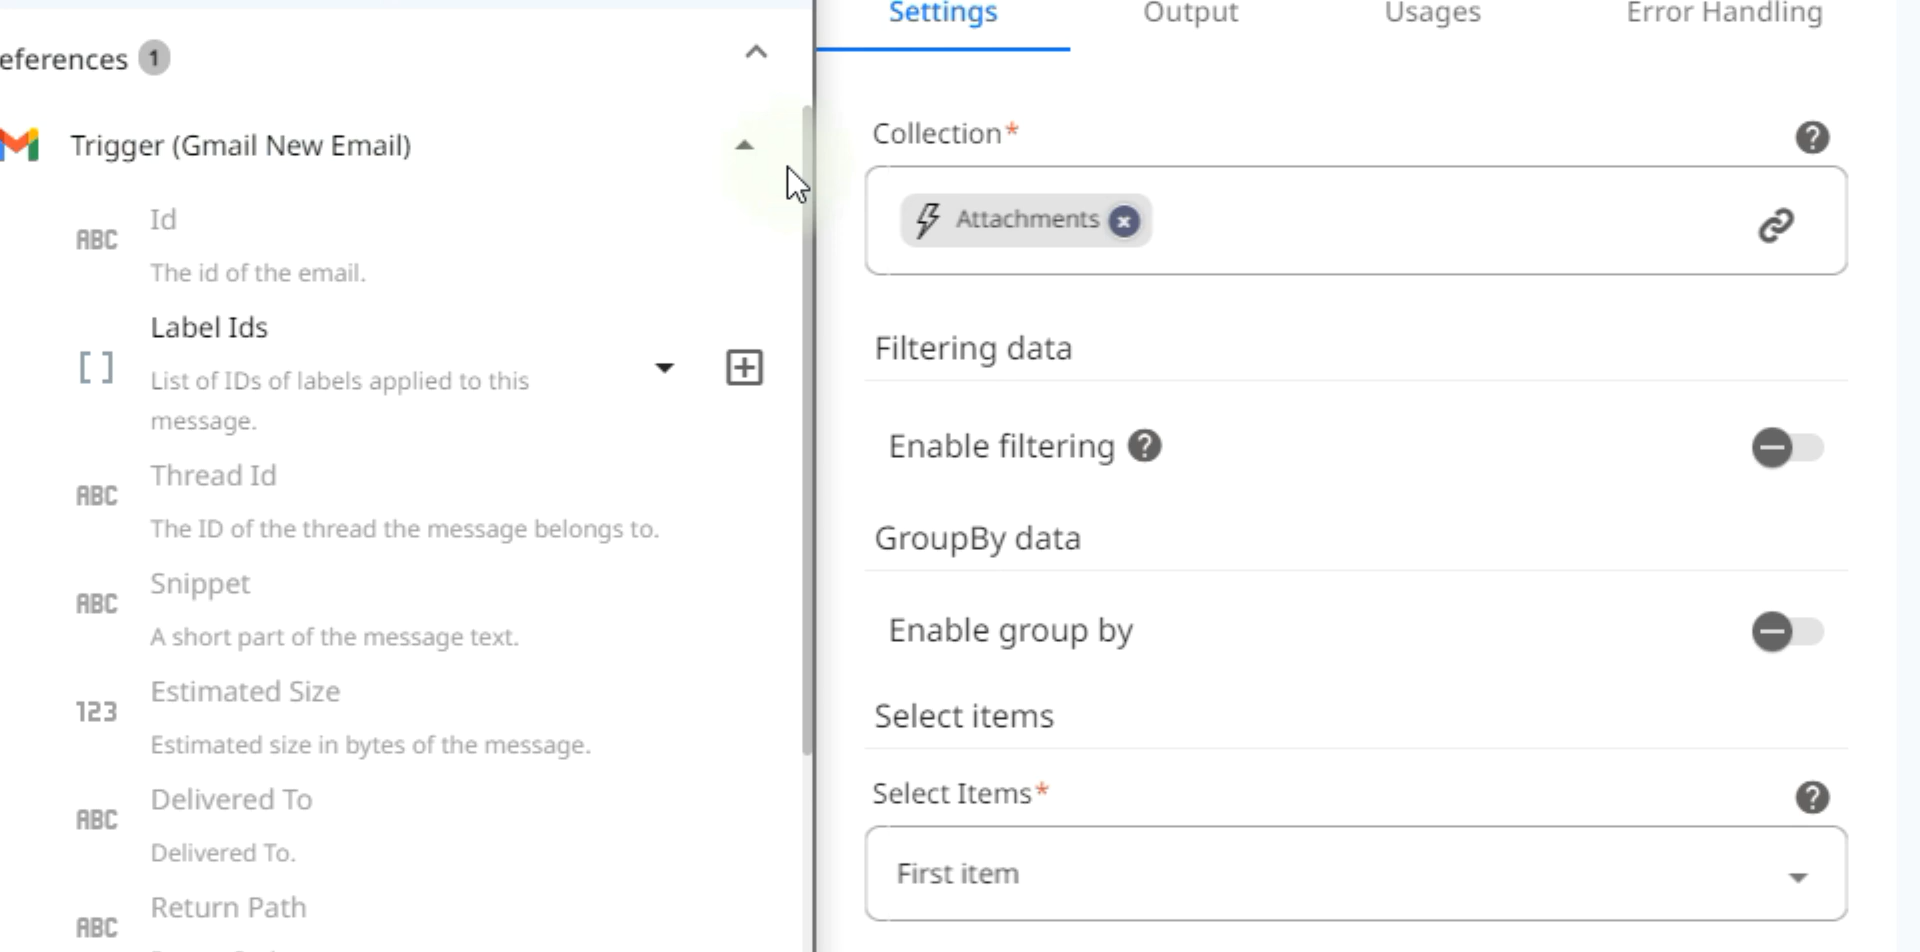 eferences 1
Trigger (Gmail New Email)
ABC Id
The id of the email.
[ ] Label Ids
List of IDs of labels applied to this
message.
ABC Thread Id
The ID of the thread the message belongs to.
ABC Snippet
A short part of the message text.
123 Estimated Size
Estimated size in bytes of the message.
ABC Delivered To
Delivered To.
ABC Return Path
Settings Output Usages Error Handling
Collection*
Attachments
Filtering data
Enable filtering
GroupBy data
Enable group by
Select items
Select Items*
First item